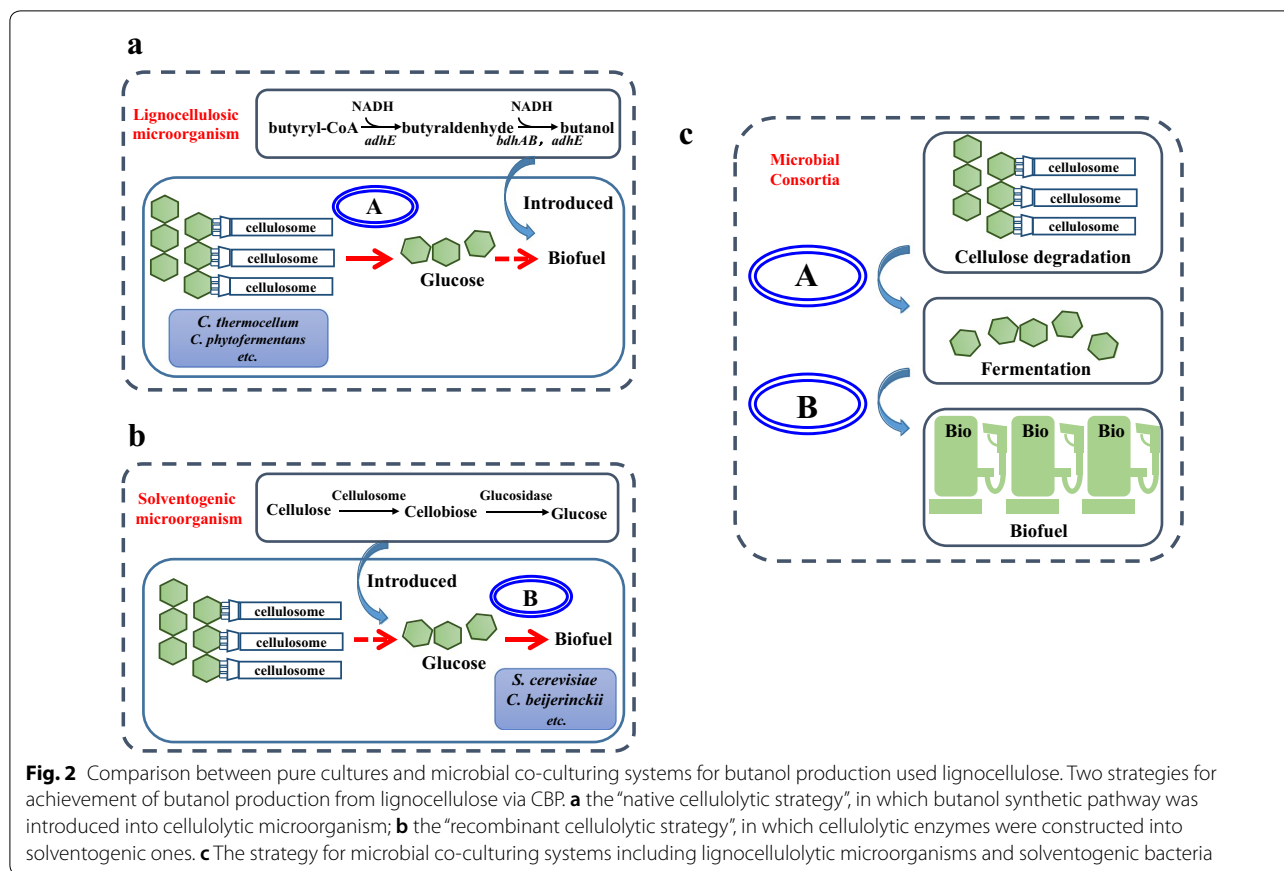 a
Lignocellulosic
microorganism
NADH NADH
butyryl-CoA butyraldenhyde butanol
adhE bdhAB, adhE
A
Introduced
cellulosome
cellulosome
cellulosome
Glucose
Biofuel
C. thermocellum
C. phytofermentans
etc.
b
Solventogenic
microorganism
Cellulosome Glucosidase
Cellulose Cellobiose Glucose
Introduced
B
cellulosome
cellulosome
cellulosome
Glucose
Biofuel
S. cerevisiae
C. beijerinckii
etc.
c
Microbial
Consortia
cellulosome
cellulosome
cellulosome
Cellulose degradation
A
Fermentation
B
Bio Bio Bio
Biofuel
Fig. 2 Comparison between pure cultures and microbial co-culturing systems for butanol production used lignocellulose. Two strategies for
achievement of butanol production from lignocellulose via CBP. a the “native cellulolytic strategy”, in which butanol synthetic pathway was
introduced into cellulolytic microorganism; b the “recombinant cellulolytic strategy”, in which cellulolytic enzymes were constructed into
solventogenic ones. c The strategy for microbial co-culturing systems including lignocellulolytic microorganisms and solventogenic bacteria